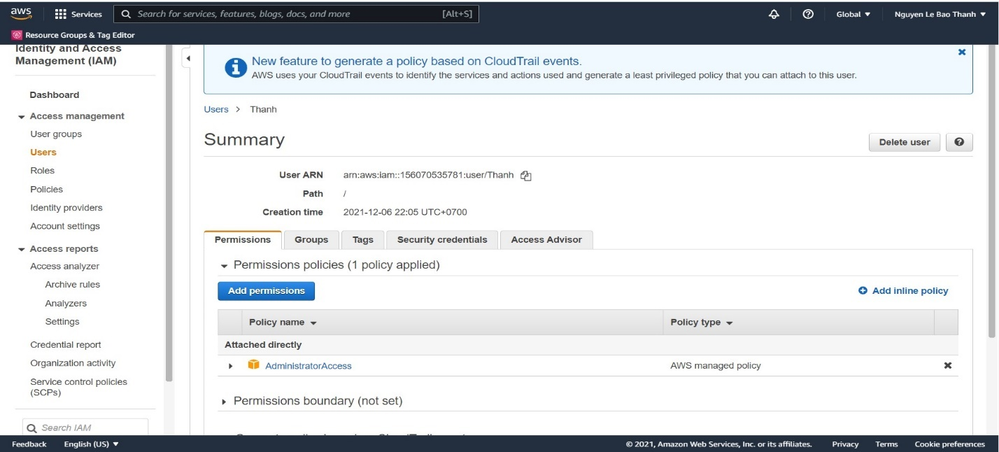 aws
Services
Search for services, features, blogs, docs, and more [Alt+S]
Global
Nguyen Le Bao Thanh
Resource Groups & Tag Editor
Identity and Access
Management (IAM)
Dashboard
Access management
User groups
Users
Roles
Policies
Identity providers
Account settings
Access reports
Access analyzer
Archive rules
Analyzers
Settings
Credential report
Organization activity
Service control policies
(SCPs)
Search IAM
New feature to generate a policy based on CloudTrail events.
AWS uses your CloudTrail events to identify the services and actions used and generate a least privileged policy that you can attach to this user.
Users > Thanh
Summary
Delete user
User ARN arn:aws:iam::156070535781:user/Thanh
Path /
Creation time 2021-12-06 22:05 UTC+0700
Permissions Groups Tags Security credentials Access Advisor
Permissions policies (1 policy applied)
Add permissions
Add inline policy
Policy name Policy type
Attached directly
AdministratorAccess AWS managed policy
Permissions boundary (not set)
Feedback English (US) © 2021, Amazon Web Services, Inc. or its affiliates. Privacy Terms Cookie preferences